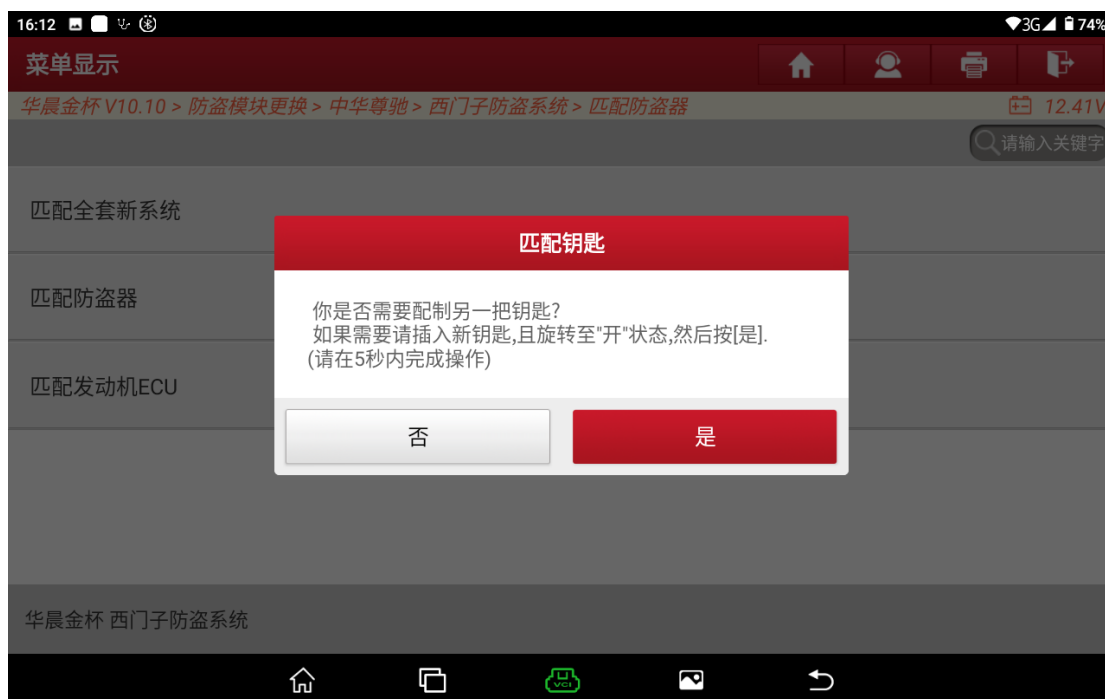 16:12
3G 74%
菜单显示
华晨金杯 V10.10 > 防盗模块更换 > 中华尊驰 > 西门子防盗系统 > 匹配防盗器
12.41V
请输入关键字
匹配全套新系统
匹配防盗器
匹配发动机ECU
匹配钥匙
你是否需要配制另一把钥匙?
如果需要请插入新钥匙,且旋转至"开"状态,然后按[是].
(请在5秒内完成操作)
否
是
华晨金杯 西门子防盗系统
VCI